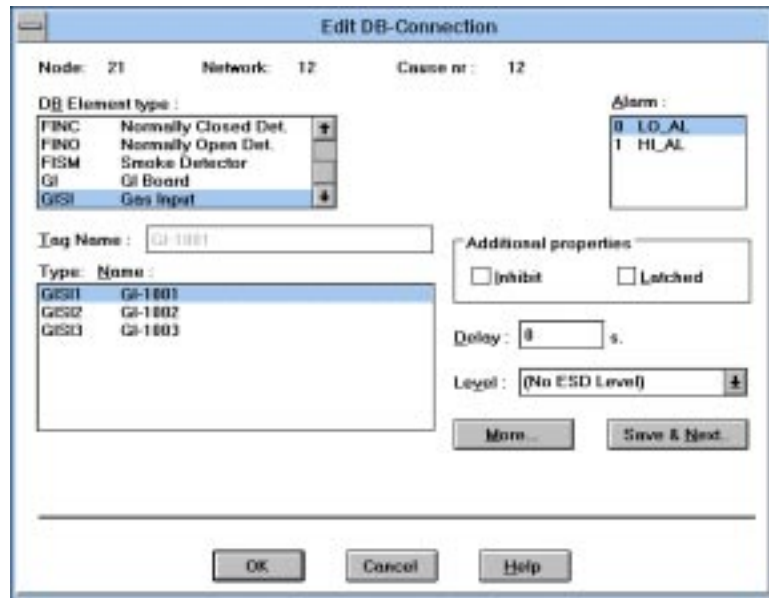 Edit DB-Connection
Node: 21 Network: 12 Cause nr : 12
DB Element type :
FINC Normally Closed Det.
FINO Normally Open Det.
FISM Smoke Detector
GI GI Board
GISI Gas Input
Alarm :
0 LO_AL
1 HI_AL
Tag Name : GI-1001
Type: Name :
GISI1 GI-1001
GISI2 GI-1002
GISI3 GI-1003
Additional properties
Inhibit Latched
Delay : 0 s.
Level : (No ESD Level)
More... Save & Next..
OK Cancel Help